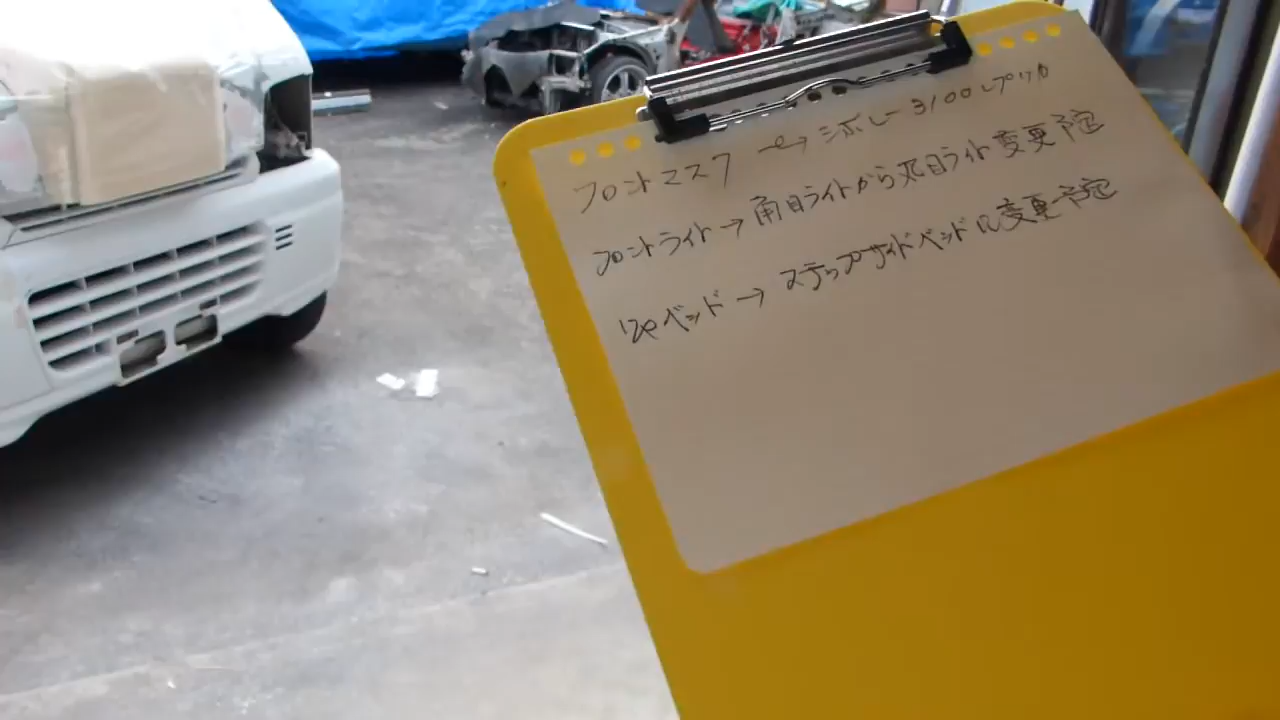 フロントマスク → シボレー3100レプリカ
フロントライト → 角目ライトから丸目ライト変更予定
ベッド → ステップサイドベッドに変更予定